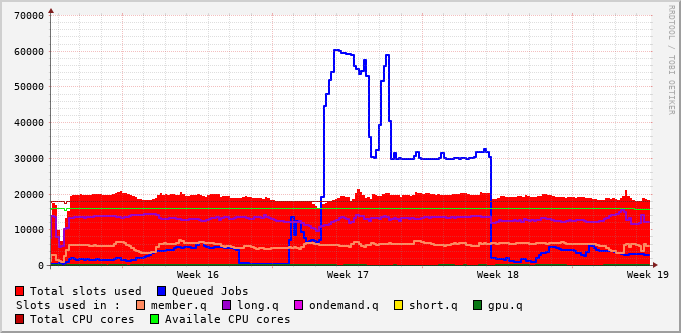 70000
60000
50000
40000
30000
20000
10000
0
Week 16 Week 17 Week 18 Week 19
RRDTOOL / TOBI OETIKER
Total slots used Queued Jobs
Slots used in : member.q long.q ondemand.q short.q gpu.q
Total CPU cores Availale CPU cores